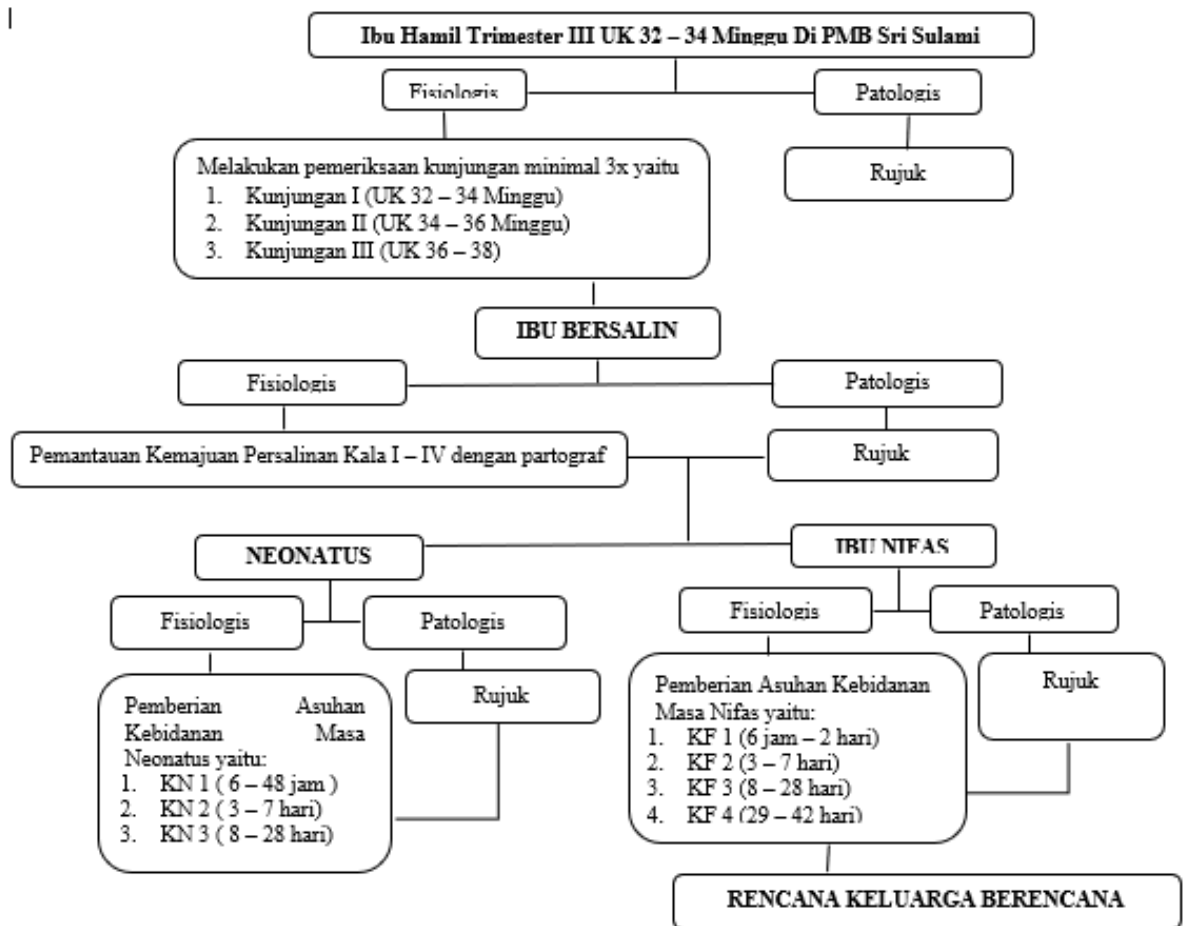 Ibu Hamil Trimester III UK 32 – 34 Minggu Di PMB Sri Sulami
Fisiologis
Patologis
Melakukan pemeriksaan kunjungan minimal 3x yaitu
1. Kunjungan I (UK 32 – 34 Minggu)
2. Kunjungan II (UK 34 – 36 Minggu)
3. Kunjungan III (UK 36 – 38)
Rujuk
IBU BERSALIN
Fisiologis
Patologis
Pemantauan Kemajuan Persalinan Kala I – IV dengan partograf
Rujuk
NEONATUS
IBU NIFAS
Fisiologis
Patologis
Fisiologis
Patologis
Pemberian Asuhan
Kebidanan Masa
Neonatus yaitu:
1. KN 1 ( 6 – 48 jam )
2. KN 2 ( 3 – 7 hari)
3. KN 3 ( 8 – 28 hari)
Rujuk
Pemberian Asuhan Kebidanan
Masa Nifas yaitu:
1. KF 1 (6 jam – 2 hari)
2. KF 2 (3 – 7 hari)
3. KF 3 (8 – 28 hari)
4. KF 4 (29 – 42 hari)
Rujuk
RENCANA KELUARGA BERENCANA